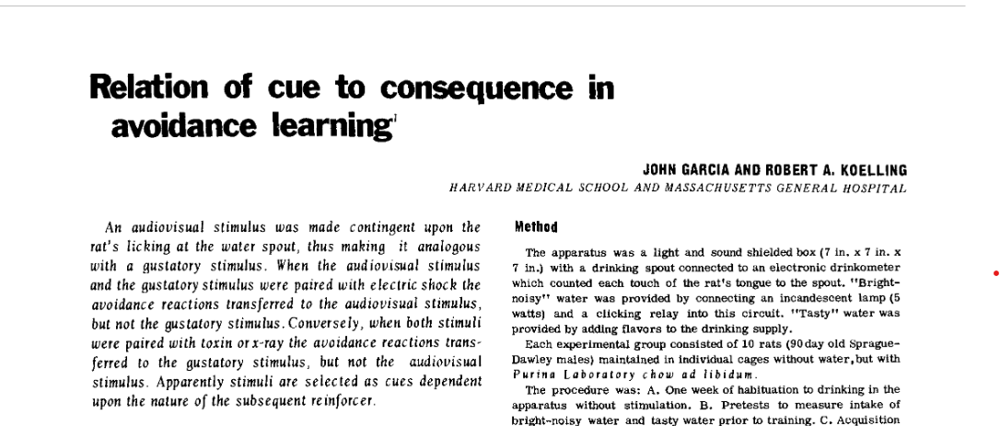 Relation of cue to consequence in
avoidance learning¹
JOHN GARCIA AND ROBERT A. KOELLING
HARVARD MEDICAL SCHOOL AND MASSACHUSETTS GENERAL HOSPITAL
An audiovisual stimulus was made contingent upon the
rat's licking at the water spout, thus making it analogous
with a gustatory stimulus. When the audiovisual stimulus
and the gustatory stimulus were paired with electric shock the
avoidance reactions transferred to the audiovisual stimulus,
but not the gustatory stimulus. Conversely, when both stimuli
were paired with toxin or x-ray the avoidance reactions trans-
ferred to the gustatory stimulus, but not the audiovisual
stimulus. Apparently stimuli are selected as cues dependent
upon the nature of the subsequent reinforcer.
Method
The apparatus was a light and sound shielded box (7 in. x 7 in. x
7 in.) with a drinking spout connected to an electronic drinkometer
which counted each touch of the rat's tongue to the spout. "Bright-
noisy" water was provided by connecting an incandescent lamp (5
watts) and a clicking relay into this circuit. "Tasty" water was
provided by adding flavors to the drinking supply.
Each experimental group consisted of 10 rats (90 day old Sprague-
Dawley males) maintained in individual cages without water, but with
Purina Laboratory chow ad libidum.
The procedure was: A. One week of habituation to drinking in the
apparatus without stimulation. B. Pretests to measure intake of
bright-noisy water and tasty water prior to training. C. Acquisition